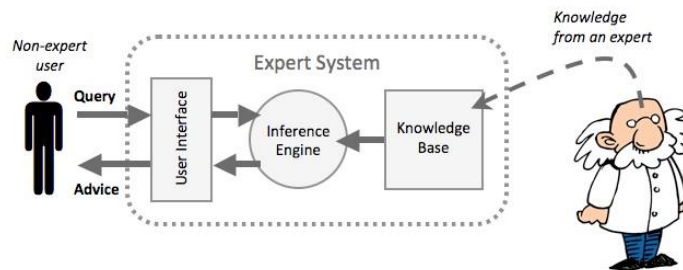 Non-expert
user
Knowledge
from an expert
Expert System
Query
Advice
User Interface
Inference
Engine
Knowledge
Base